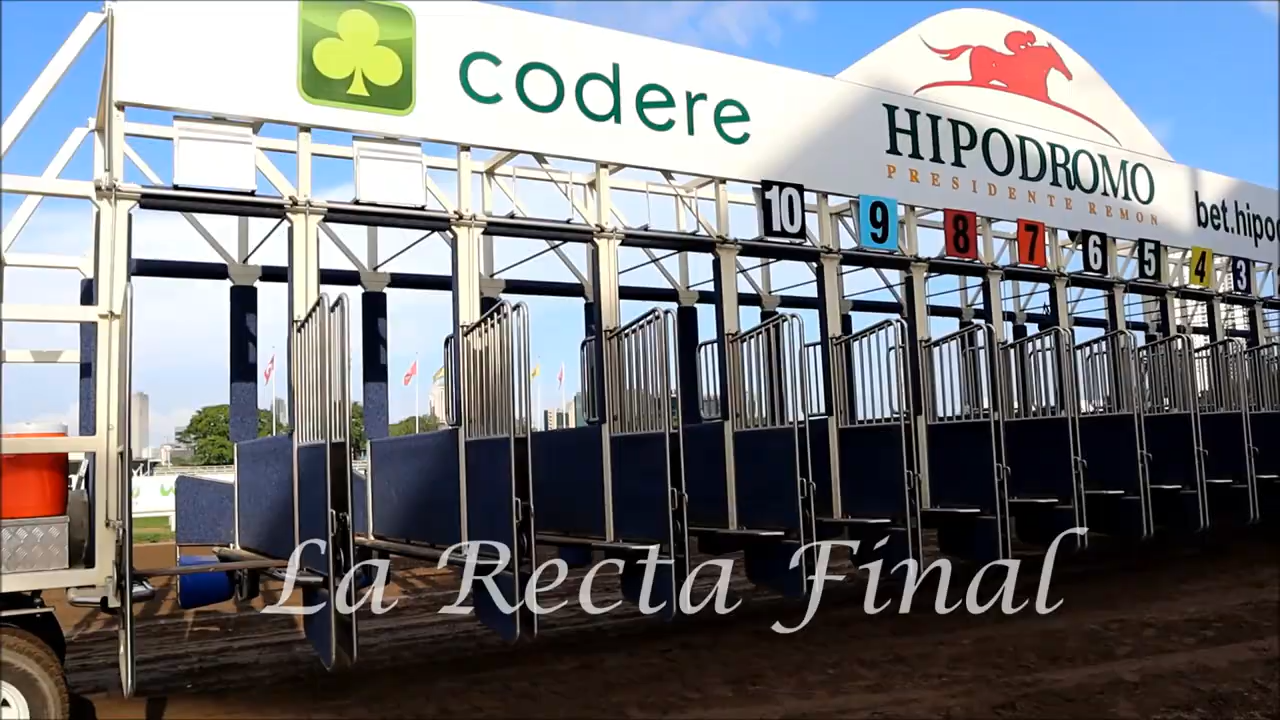 codere
HIPODROMO
PRESIDENTE REMON
bet.hipo
10
9
8
7
6
5
4
3
La Recta Final